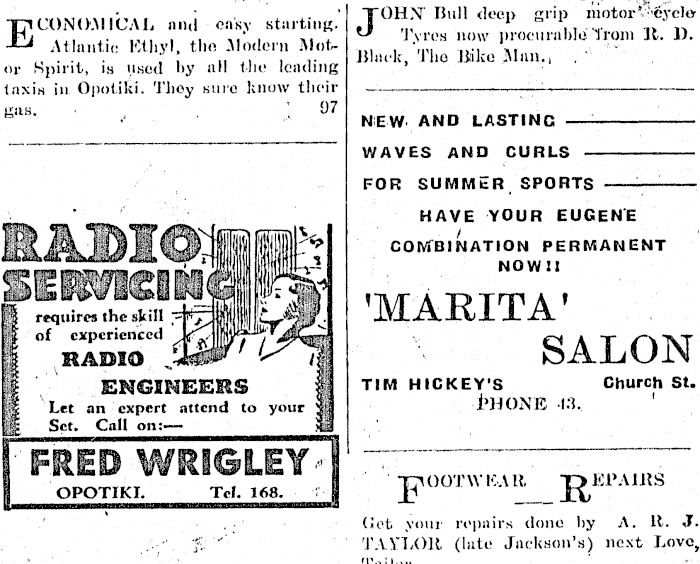 ECONOMICAL and easy starting.
Atlantic Ethyl, the Modern Mot-
or Spirit, is used by all the leading
taxis in Opotiki. They sure know their
gas. 97
RADIO
SERVICING
requires the skill
of experienced
RADIO
ENGINEERS
Let an expert attend to your
Set. Call on:—
FRED WRIGLEY
OPOTIKI. Tel. 168.
JOHN Bull deep grip motor cycle
Tyres now procurable from R. D.
Black, The Bike Man.
NEW AND LASTING
WAVES AND CURLS
FOR SUMMER SPORTS
HAVE YOUR EUGENE
COMBINATION PERMANENT
NOW!!
'MARITA'
SALON
TIM HICKEY'S Church St.
PHONE 43.
FOOTWEAR REPAIRS
Get your repairs done by A. R. J.
TAYLOR (late Jackson's) next Love,